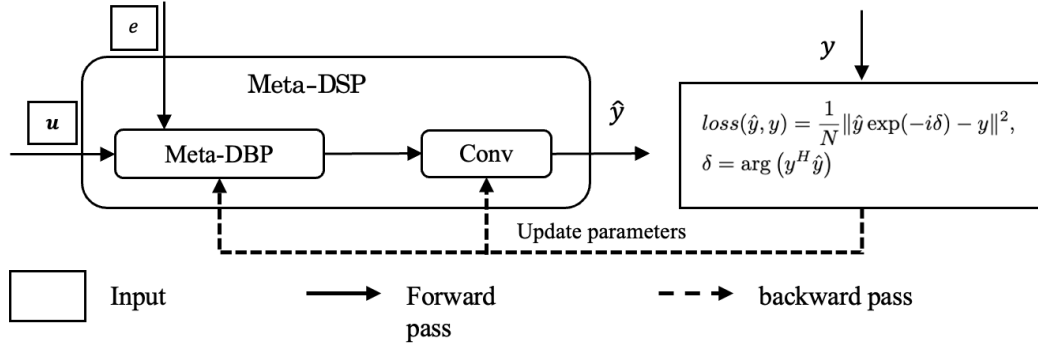 e
y
Meta-DSP
ŷ
u
Meta-DBP
Conv
loss(ŷ, y) = 1/N ‖ŷ exp(−iδ) − y‖²,
δ = arg (y^H ŷ)
Update parameters
Input
Forward
pass
backward pass